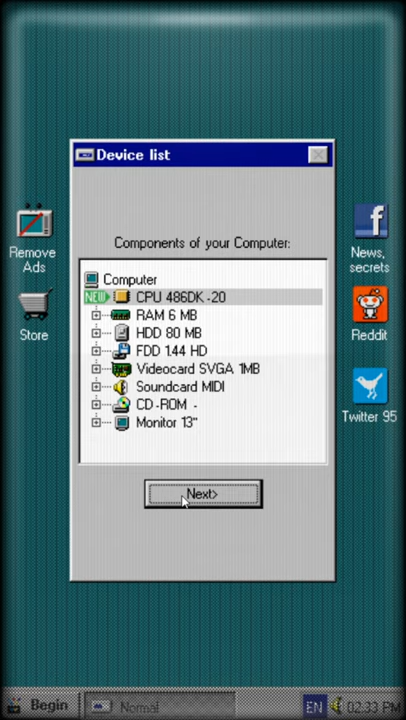 Device list
Components of your Computer:
Computer
NEW CPU 486DK-20
RAM 6 MB
HDD 80 MB
FDD 1.44 HD
Videocard SVGA 1MB
Soundcard MIDI
CD-ROM -
Monitor 13"
Next>
Remove
Ads
Store
News,
secrets
Reddit
Twitter 95
Begin
Normal
EN 02:33 PM